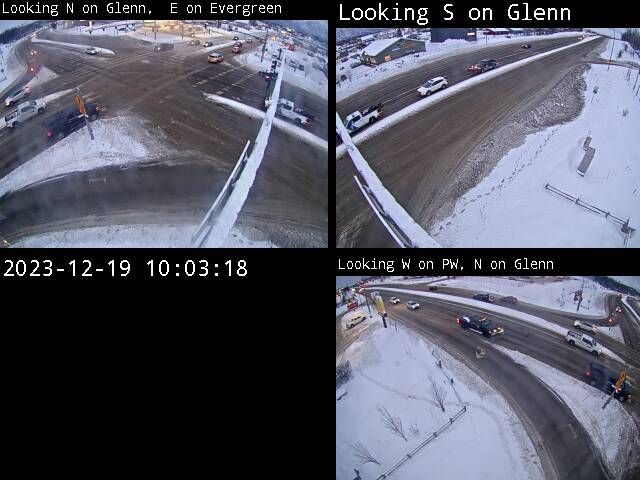 Looking N on Glenn, E on Evergreen
Looking S on Glenn
2023-12-19 10:03:18
Looking W on PW, N on Glenn